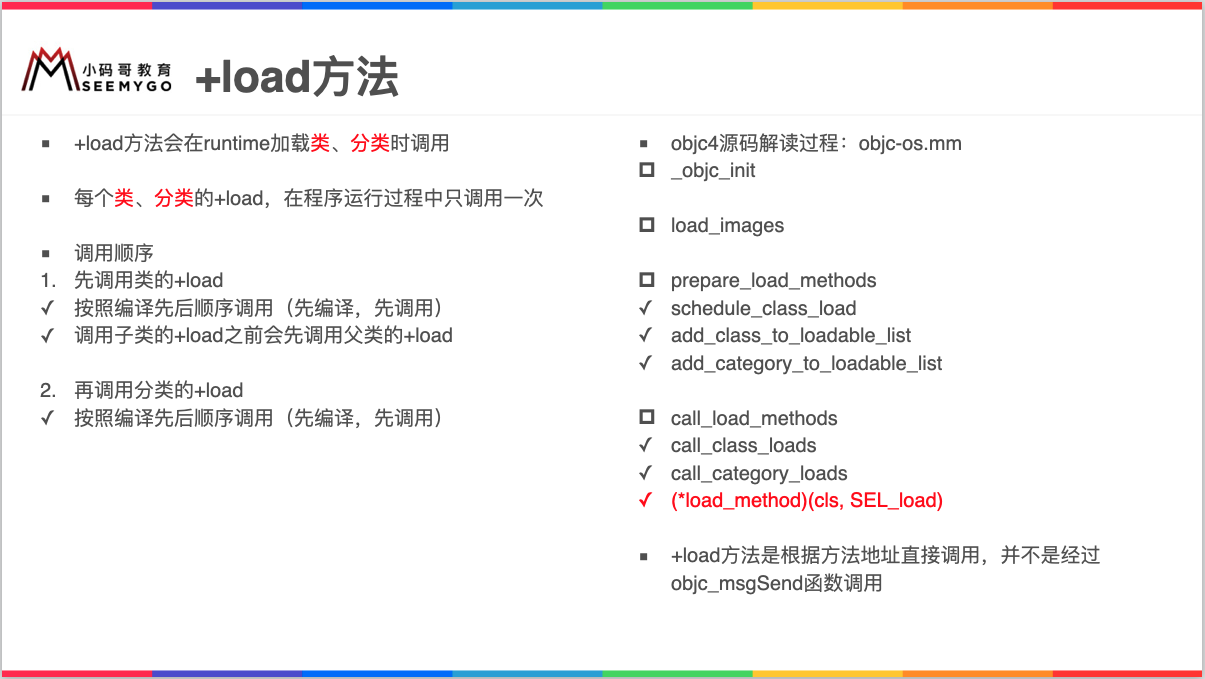 小码哥教育
SEEMYGO
+load方法
+load方法会在runtime加载类、分类时调用
每个类、分类的+load，在程序运行过程中只调用一次
调用顺序
1. 先调用类的+load
✓ 按照编译先后顺序调用（先编译，先调用）
✓ 调用子类的+load之前会先调用父类的+load
2. 再调用分类的+load
✓ 按照编译先后顺序调用（先编译，先调用）
objc4源码解读过程：objc-os.mm
_objc_init
load_images
prepare_load_methods
✓ schedule_class_load
✓ add_class_to_loadable_list
✓ add_category_to_loadable_list
call_load_methods
✓ call_class_loads
✓ call_category_loads
✓ (*load_method)(cls, SEL_load)
+load方法是根据方法地址直接调用，并不是经过
objc_msgSend函数调用